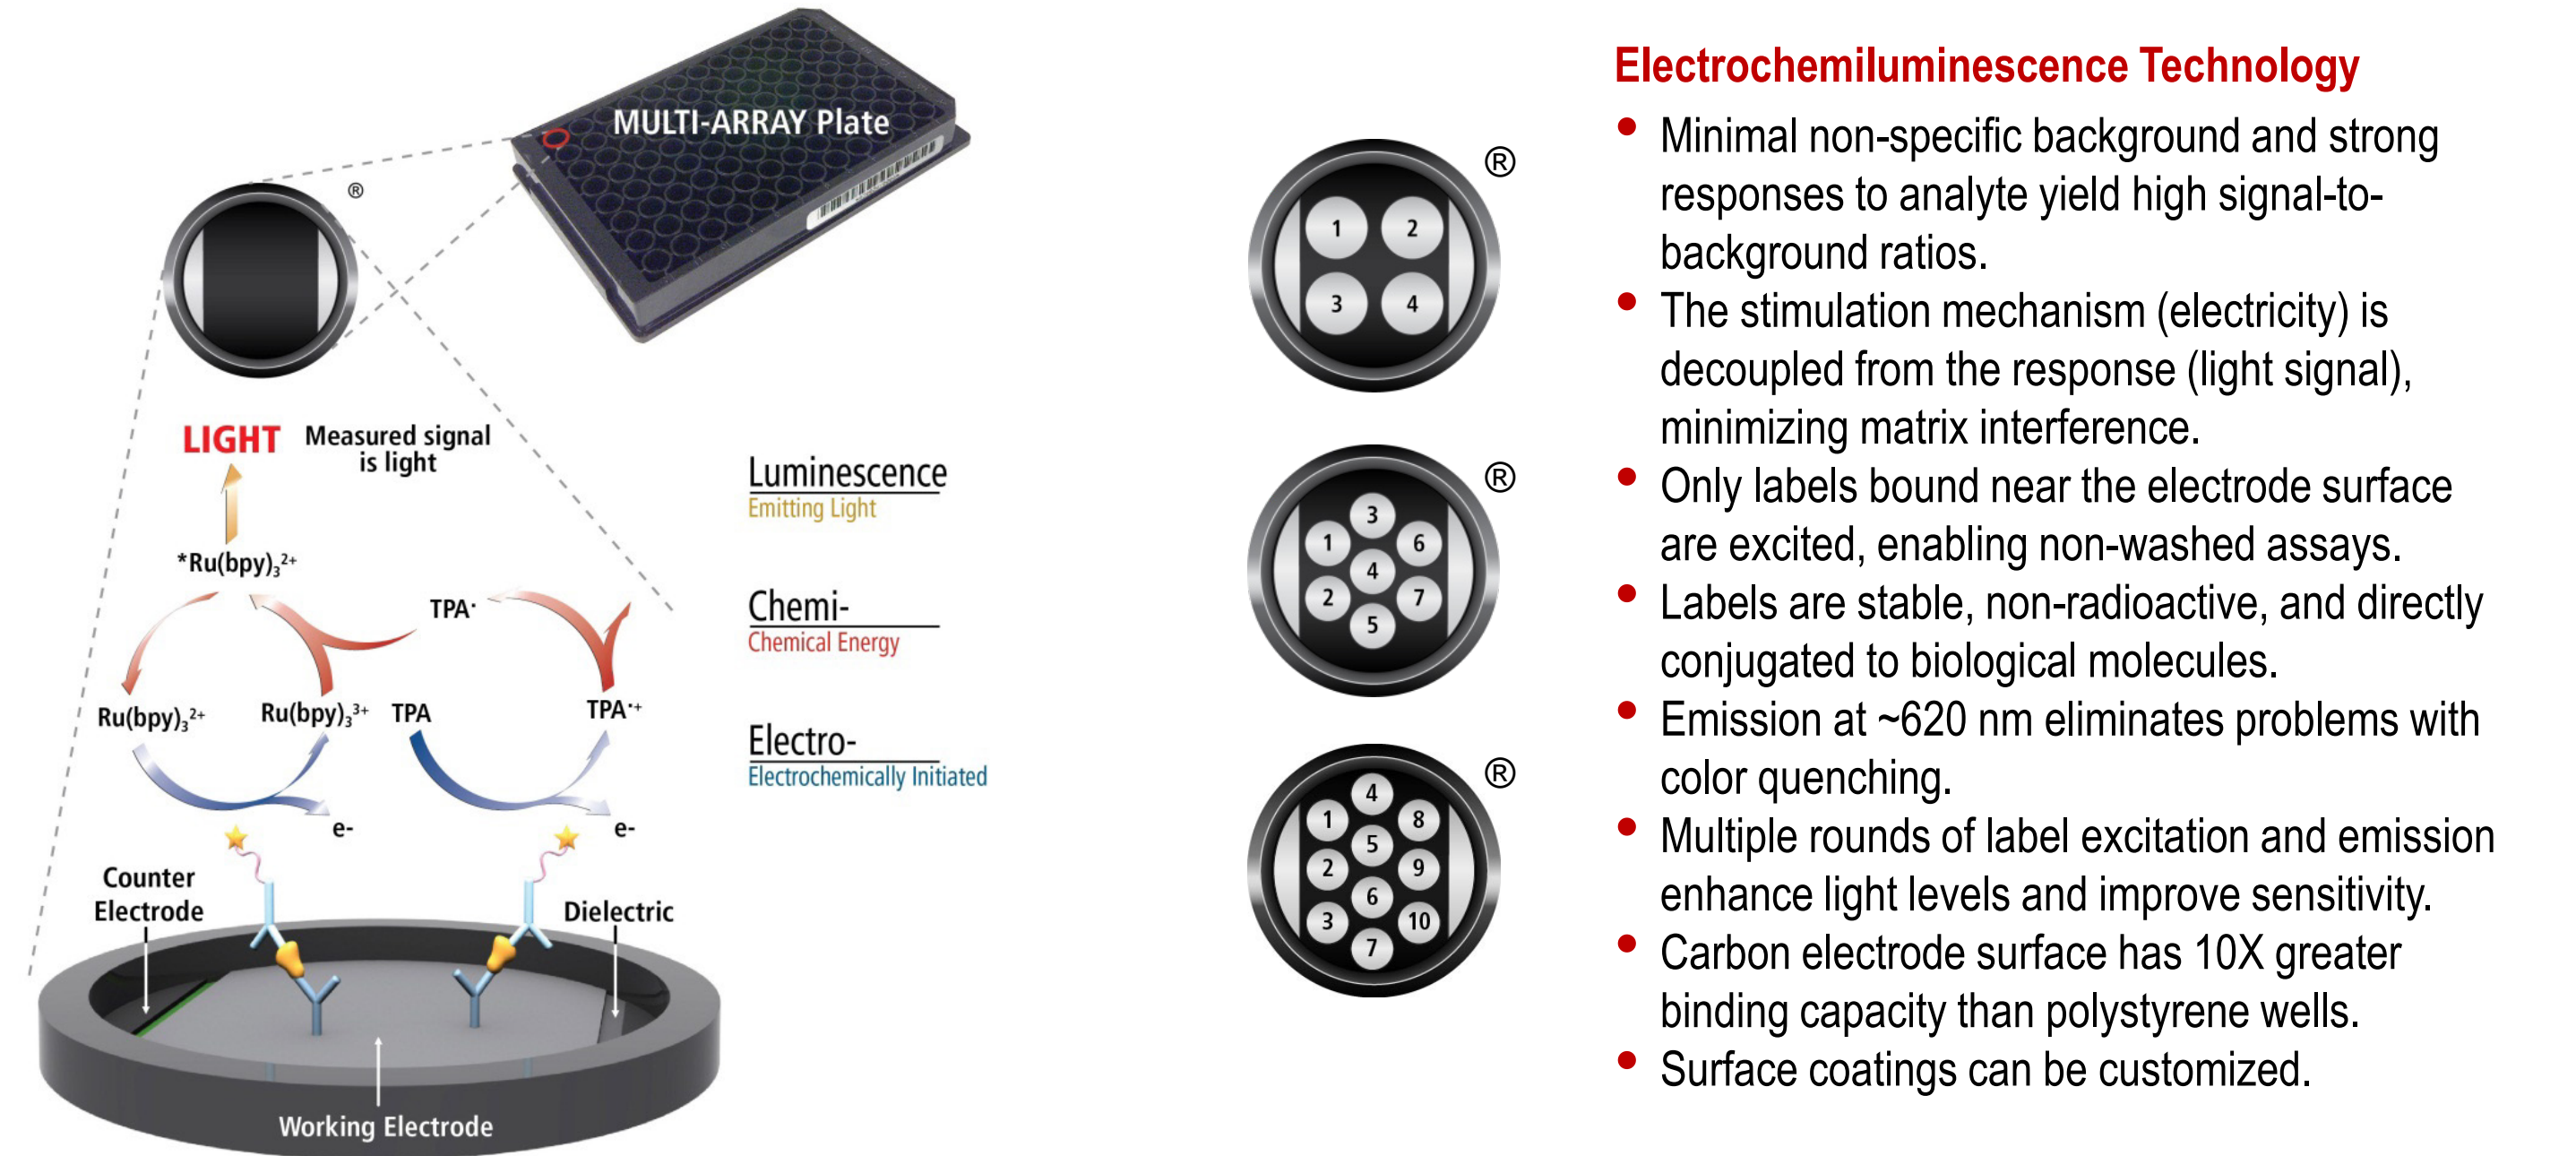 MULTI-ARRAY Plate
®
LIGHT
Measured signal
is light
*Ru(bpy)₃²⁺
TPA·
Ru(bpy)₃²⁺
Ru(bpy)₃³⁺
TPA
TPA·⁺
e-
e-
Counter
Electrode
Dielectric
Working Electrode
Luminescence
Emitting Light
Chemi-
Chemical Energy
Electro-
Electrochemically Initiated
®
1 2
3 4
®
3
1 6
4
2 7
5
®
4
1 8
5
2 9
6
3 10
7
Electrochemiluminescence Technology
• Minimal non-specific background and strong
responses to analyte yield high signal-to-
background ratios.
• The stimulation mechanism (electricity) is
decoupled from the response (light signal),
minimizing matrix interference.
• Only labels bound near the electrode surface
are excited, enabling non-washed assays.
• Labels are stable, non-radioactive, and directly
conjugated to biological molecules.
• Emission at ~620 nm eliminates problems with
color quenching.
• Multiple rounds of label excitation and emission
enhance light levels and improve sensitivity.
• Carbon electrode surface has 10X greater
binding capacity than polystyrene wells.
• Surface coatings can be customized.